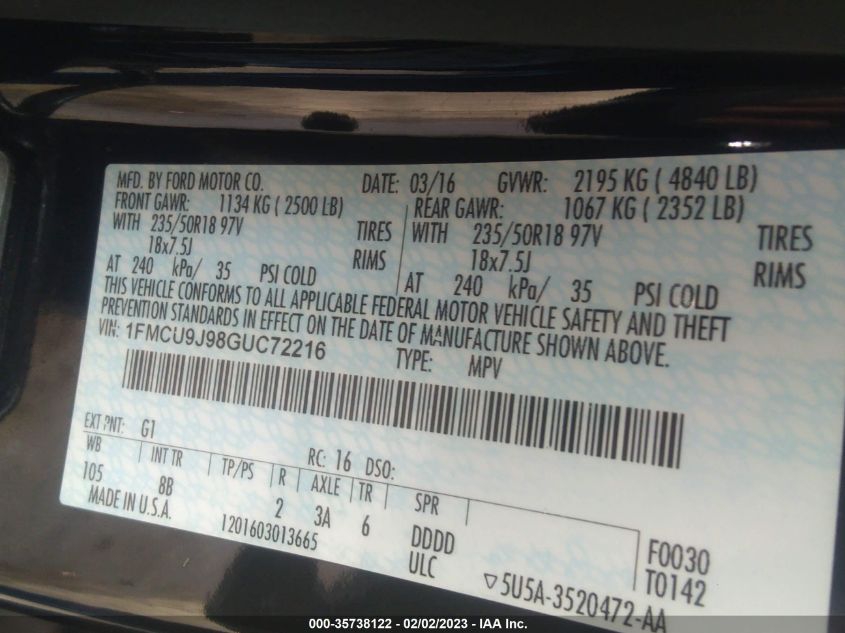 MFD. BY FORD MOTOR CO. DATE: 03/16 GVWR: 2195 KG ( 4840 LB)
FRONT GAWR: 1134 KG ( 2500 LB) REAR GAWR: 1067 KG ( 2352 LB)
WITH 235/50R18 97V TIRES WITH 235/50R18 97V TIRES
18x7.5J RIMS 18x7.5J RIMS
AT 240 kPa/ 35 PSI COLD AT 240 kPa/ 35 PSI COLD
THIS VEHICLE CONFORMS TO ALL APPLICABLE FEDERAL MOTOR VEHICLE SAFETY AND THEFT
PREVENTION STANDARDS IN EFFECT ON THE DATE OF MANUFACTURE SHOWN ABOVE.
VIN: 1FMCU9J98GUC72216 TYPE: MPV
EXT PNT: G1 RC: 16 DSO:
WB INT TR TP/PS R AXLE TR SPR
105 8B 2 3A 6 DDDD F0030
MADE IN U.S.A. 1201603013665 ULC T0142
▽5U5A-3520472-AA
000-35738122 - 02/02/2023 - IAA Inc.